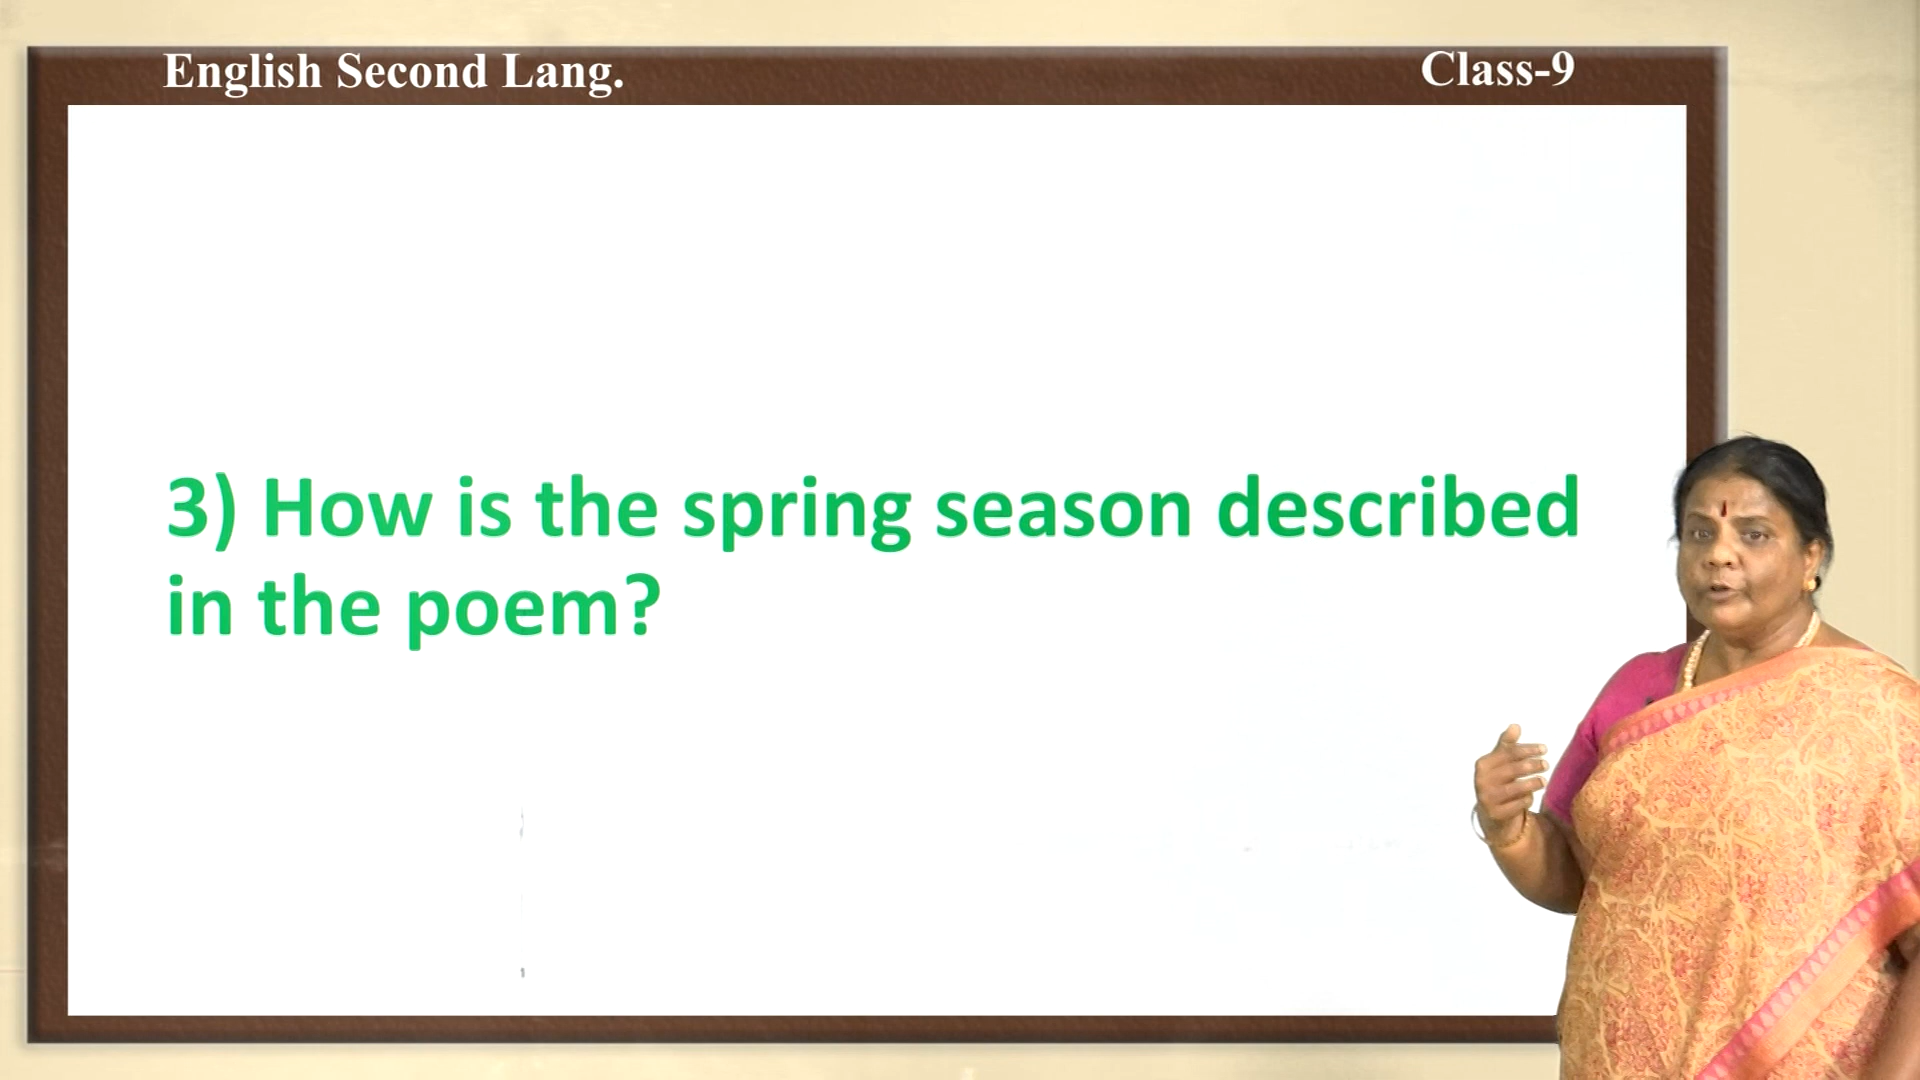 English Second Lang.
Class-9
3) How is the spring season described
in the poem?